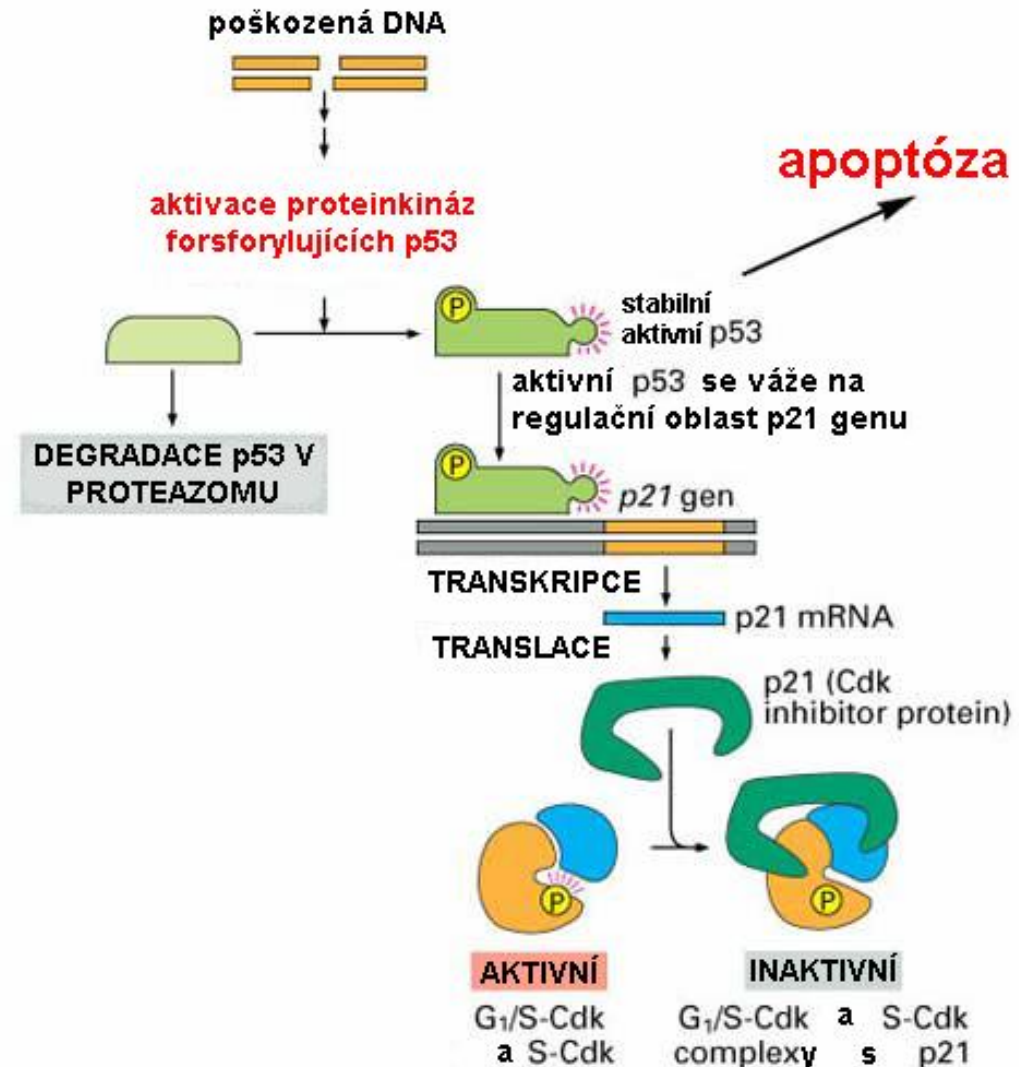 poškozená DNA
apoptóza
aktivace proteinkináz
forsforylujících p53
P
stabilní
aktivní p53
aktivní p53 se váže na
regulační oblast p21 genu
DEGRADACE p53 V
PROTEAZOMU
P
p21 gen
TRANSKRIPCE
p21 mRNA
TRANSLACE
p21 (Cdk
inhibitor protein)
P
P
AKTIVNÍ
INAKTIVNÍ
G₁/S-Cdk
a S-Cdk
G₁/S-Cdk a S-Cdk
complexy s p21